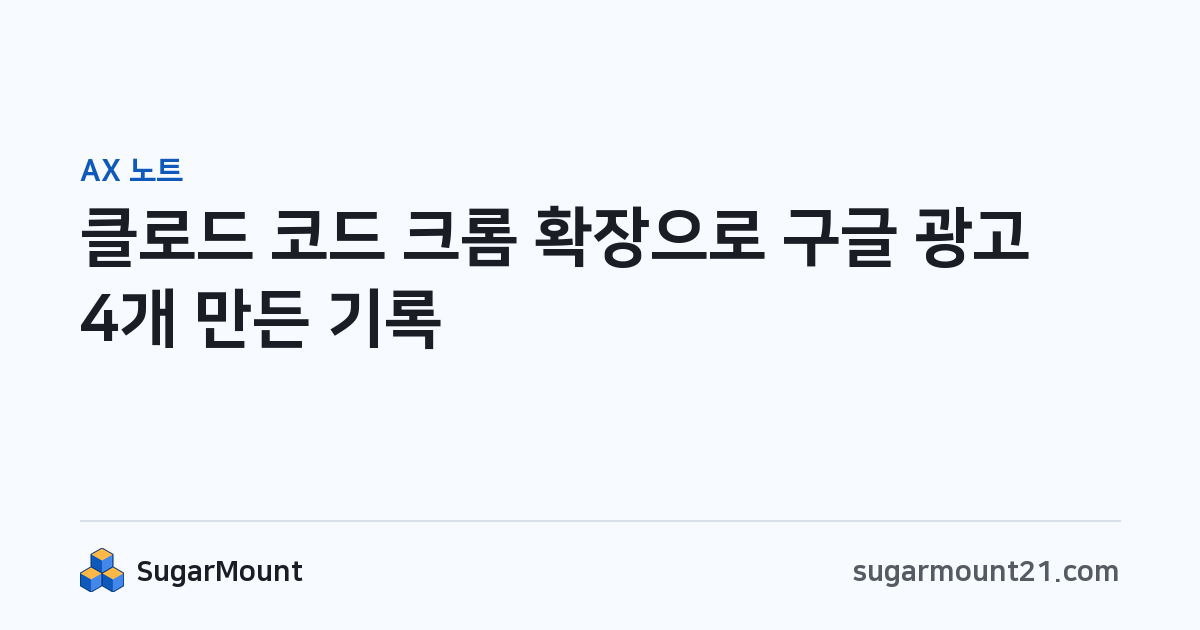 AX 노트
클로드 코드 크롬 확장으로 구글 광고
4개 만든 기록
SugarMount
sugarmount21.com